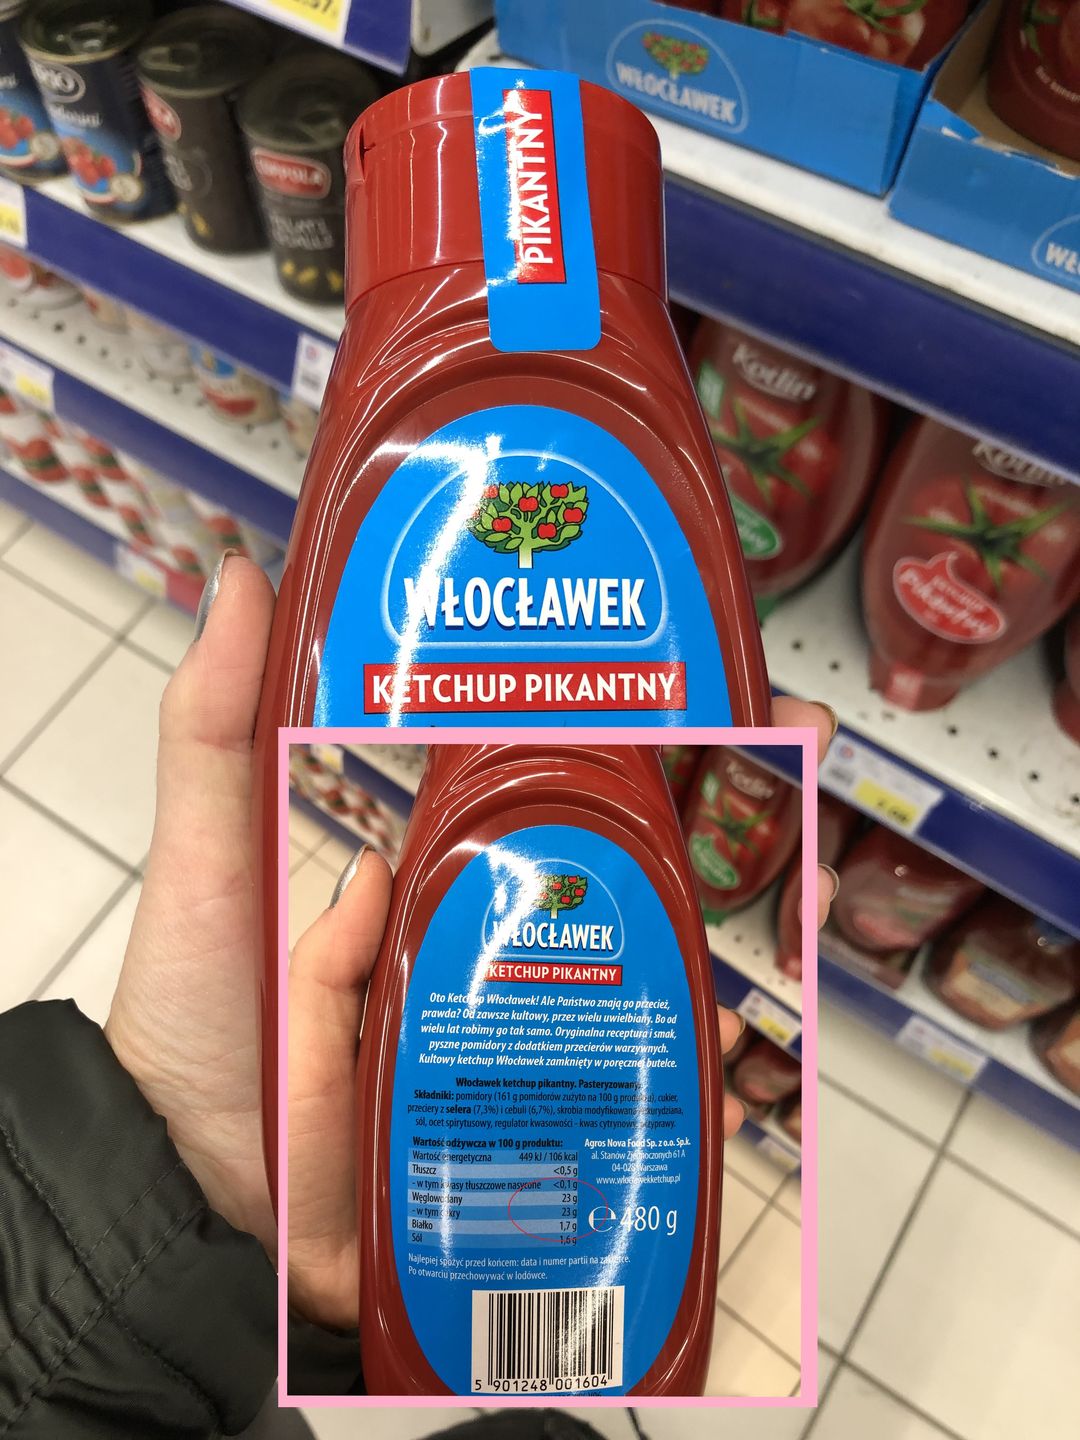 WŁOCŁAWEK
PIKANTNY
Kotlin
Kotlin
WŁOCŁAWEK
KETCHUP PIKANTNY
KETCHUP
Pikantny
Kotlin
WŁOCŁAWEK
KETCHUP PIKANTNY
Oto Ketchup Włocławek! Ale Państwo znają go przecież,
prawda? Od zawsze kultowy, przez wielu uwielbiany. Bo od
wielu lat robimy go tak samo. Oryginalna receptura i smak,
pyszne pomidory z dodatkiem przecierów warzywnych.
Kultowy ketchup Włocławek zamknięty w poręcznej butelce.
Włocławek ketchup pikantny. Pasteryzowany.
Składniki: pomidory (161 g pomidorów zużyto na 100 g produktu), cukier,
przeciery z selera (7,3%) i cebuli (6,7%), skrobia modyfikowana kukurydziana,
sól, ocet spirytusowy, regulator kwasowości - kwas cytrynowy, przyprawy.
Wartość odżywcza w 100 g produktu:
Wartość energetyczna 449 kJ / 106 kcal
Tłuszcz <0,5 g
- w tym kwasy tłuszczowe nasycone <0,1 g
Węglowodany 23 g
- w tym cukry 23 g
Białko 1,7 g
Sól 1,6 g
Agros Nova Food Sp. z o.o. Sp.k.
al. Stanów Zjednoczonych 61 A
04-028 Warszawa
www.wloclawekketchup.pl
℮ 480 g
Najlepiej spożyć przed końcem: data i numer partii na zakrętce.
Po otwarciu przechowywać w lodówce.
5 901248 001604